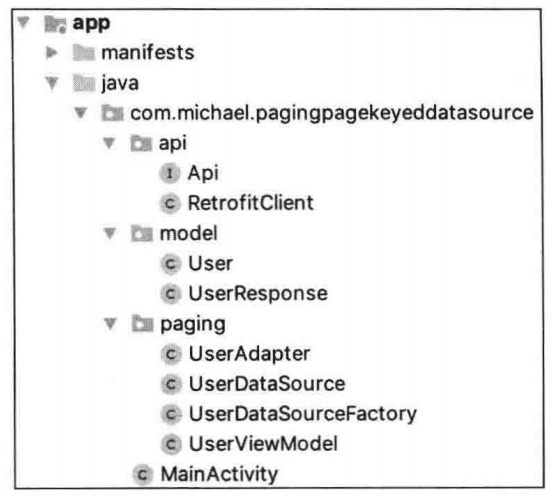 app
manifests
java
com.michael.pagingpagekeyeddatasource
api
I Api
C RetrofitClient
model
C User
C UserResponse
paging
C UserAdapter
C UserDataSource
C UserDataSourceFactory
C UserViewModel
C MainActivity